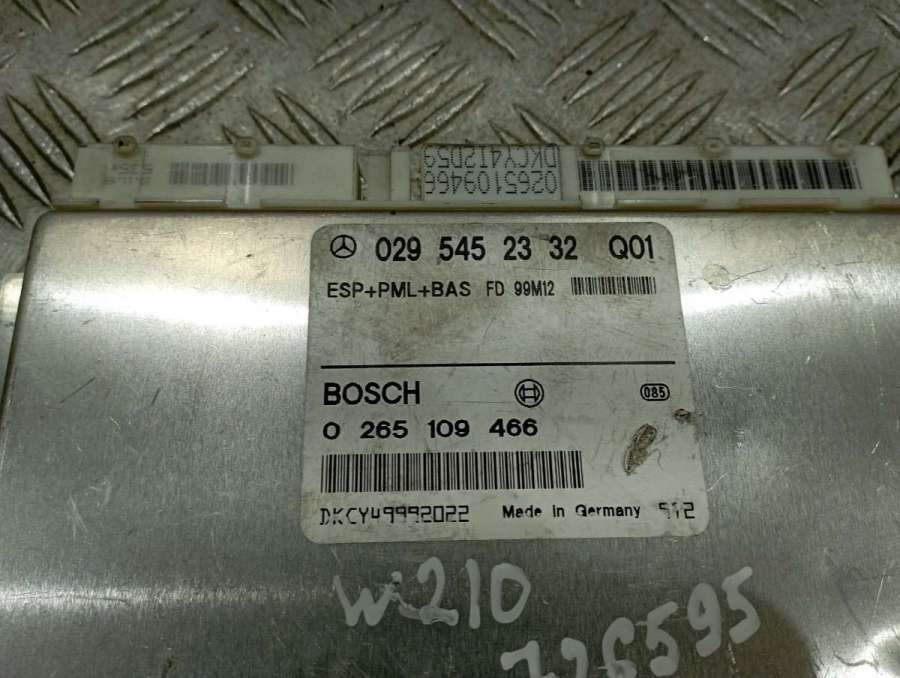 DKCY412D59
0265109466
029 545 23 32 Q01
ESP+PML+BAS FD 99M12
BOSCH
085
0 265 109 466
DKCY49992022 Made in Germany 512
W210
726595